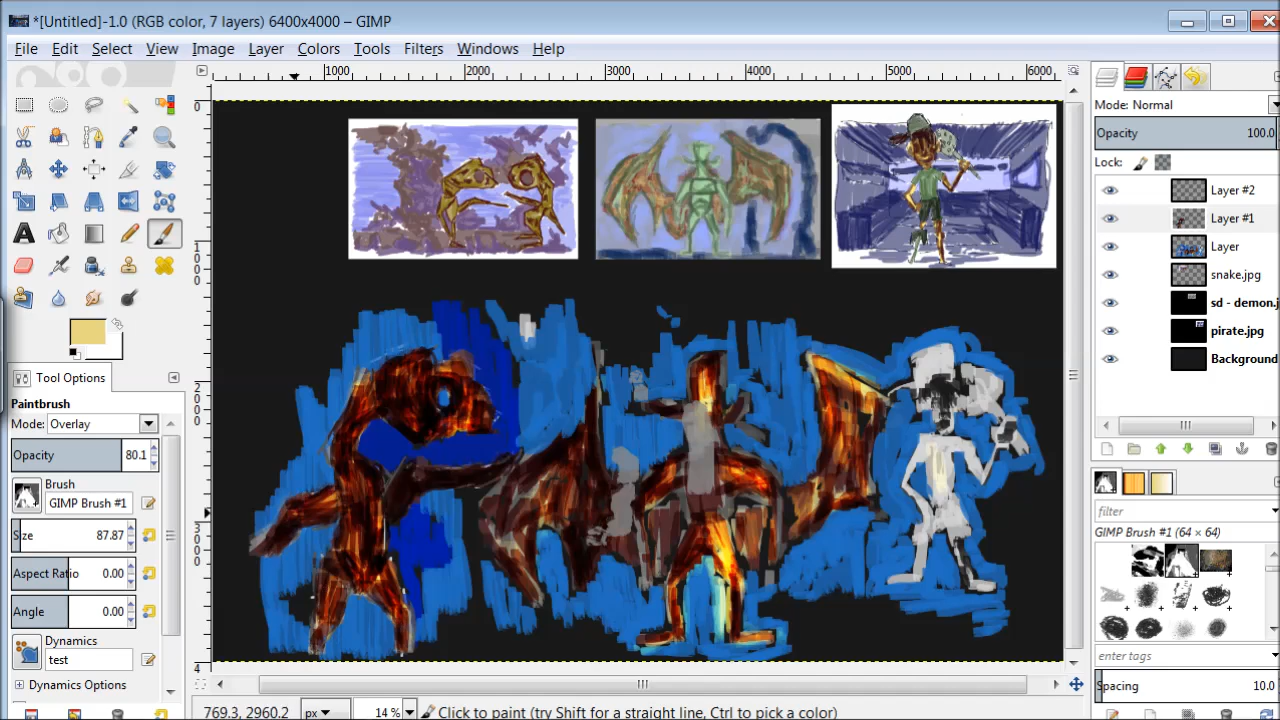 *[Untitled]-1.0 (RGB color, 7 layers) 6400x4000 – GIMP
File Edit Select View Image Layer Colors Tools Filters Windows Help
1000 2000 3000 4000 5000 6000
0
1000
2000
3000
4
Tool Options
Paintbrush
Mode: Overlay
Opacity 80.1
Brush
GIMP Brush #1
Size 87.87
Aspect Ratio 0.00
Angle 0.00
Dynamics
test
Dynamics Options
769.3, 2960.2 px 14 % Click to paint (try Shift for a straight line, Ctrl to pick a color)
Mode: Normal
Opacity 100.0
Lock:
Layer #2
Layer #1
Layer
snake.jpg
sd - demon.j
pirate.jpg
Background
filter
GIMP Brush #1 (64 × 64)
enter tags
Spacing 10.0